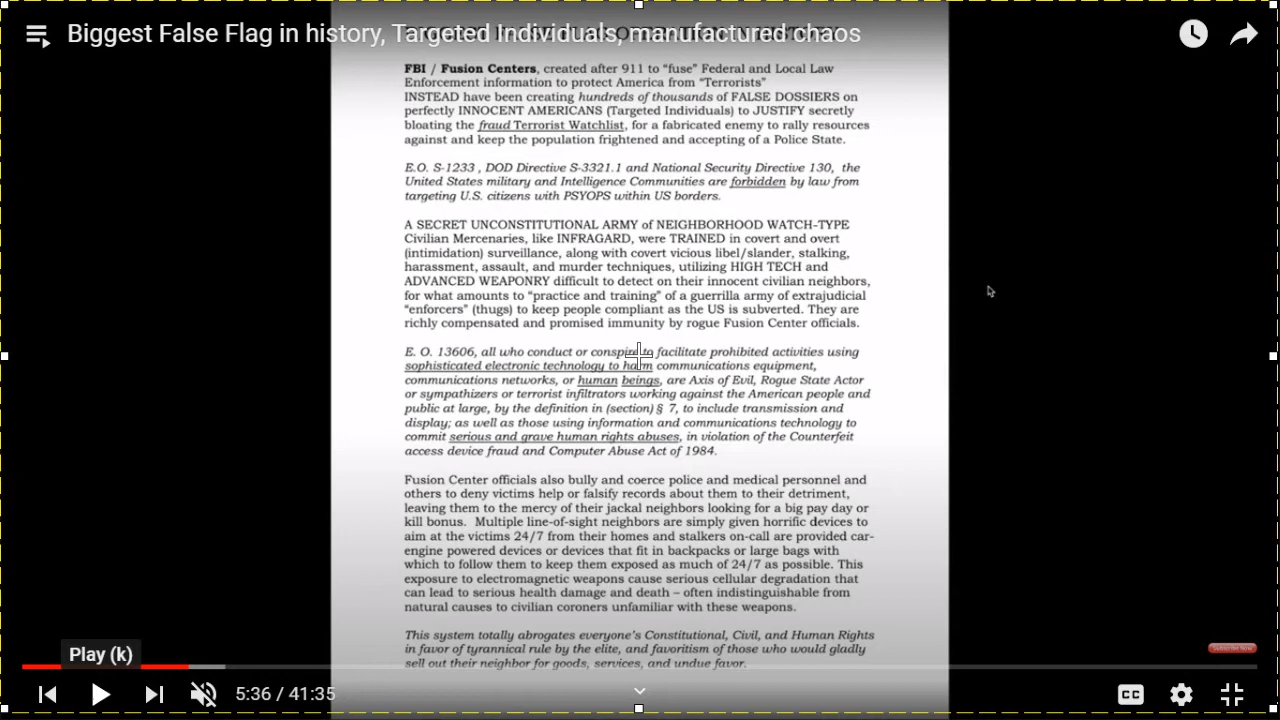 Biggest False Flag in history, Targeted Individuals, manufactured chaos
FBI / Fusion Centers, created after 911 to “fuse” Federal and Local Law
Enforcement information to protect America from “Terrorists”
INSTEAD have been creating hundreds of thousands of FALSE DOSSIERS on
perfectly INNOCENT AMERICANS (Targeted Individuals) to JUSTIFY secretly
bloating the fraud Terrorist Watchlist, for a fabricated enemy to rally resources
against and keep the population frightened and accepting of a Police State.
E.O. S-1233 , DOD Directive S-3321.1 and National Security Directive 130, the
United States military and Intelligence Communities are forbidden by law from
targeting U.S. citizens with PSYOPS within US borders.
A SECRET UNCONSTITUTIONAL ARMY of NEIGHBORHOOD WATCH-TYPE
Civilian Mercenaries, like INFRAGARD, were TRAINED in covert and overt
(intimidation) surveillance, along with covert vicious libel/slander, stalking,
harassment, assault, and murder techniques, utilizing HIGH TECH and
ADVANCED WEAPONRY difficult to detect on their innocent civilian neighbors,
for what amounts to “practice and training” of a guerrilla army of extrajudicial
“enforcers” (thugs) to keep people compliant as the US is subverted. They are
richly compensated and promised immunity by rogue Fusion Center officials.
E. O. 13606, all who conduct or conspire to facilitate prohibited activities using
sophisticated electronic technology to harm communications equipment,
communications networks, or human beings, are Axis of Evil, Rogue State Actor
or sympathizers or terrorist infiltrators working against the American people and
public at large, by the definition in (section) § 7, to include transmission and
display; as well as those using information and communications technology to
commit serious and grave human rights abuses, in violation of the Counterfeit
access device fraud and Computer Abuse Act of 1984.
Fusion Center officials also bully and coerce police and medical personnel and
others to deny victims help or falsify records about them to their detriment,
leaving them to the mercy of their jackal neighbors looking for a big pay day or
kill bonus. Multiple line-of-sight neighbors are simply given horrific devices to
aim at the victims 24/7 from their homes and stalkers on-call are provided car-
engine powered devices or devices that fit in backpacks or large bags with
which to follow them to keep them exposed as much of 24/7 as possible. This
exposure to electromagnetic weapons cause serious cellular degradation that
can lead to serious health damage and death – often indistinguishable from
natural causes to civilian coroners unfamiliar with these weapons.
This system totally abrogates everyone’s Constitutional, Civil, and Human Rights
in favor of tyrannical rule by the elite, and favoritism of those who would gladly
sell out their neighbor for goods, services, and undue favor.
Subscribe Now
Play (k)
5:36 / 41:35
CC